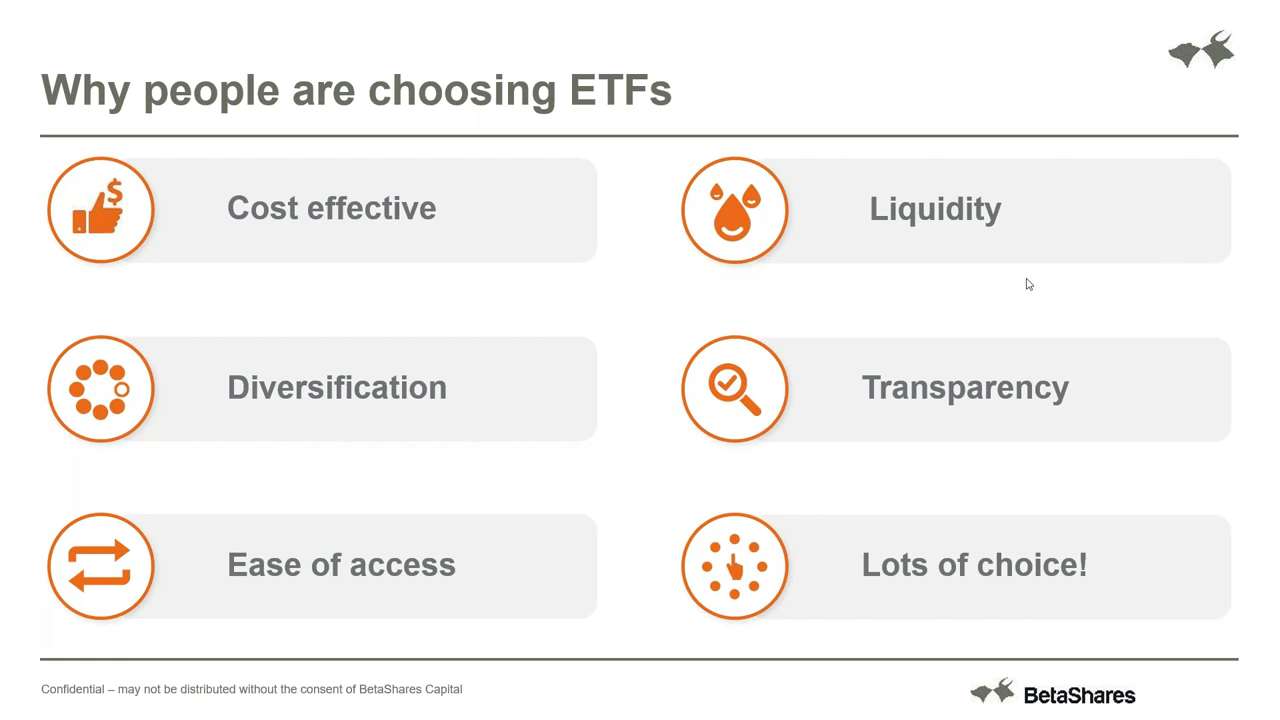 Why people are choosing ETFs
Cost effective
Liquidity
Diversification
Transparency
Ease of access
Lots of choice!
Confidential – may not be distributed without the consent of BetaShares Capital
BetaShares